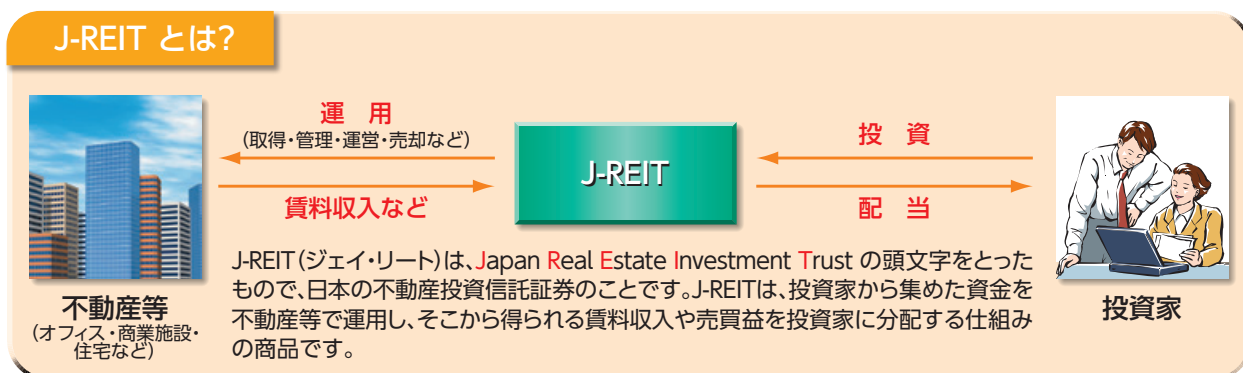 J-REIT とは?
運 用
(取得・管理・運営・売却など)
賃料収入など
J-REIT
投 資
配 当
不動産等
(オフィス・商業施設・
住宅など)
投資家
J-REIT(ジェイ・リート)は、Japan Real Estate Investment Trust の頭文字をとった
もので、日本の不動産投資信託証券のことです。J-REITは、投資家から集めた資金を
不動産等で運用し、そこから得られる賃料収入や売買益を投資家に分配する仕組み
の商品です。